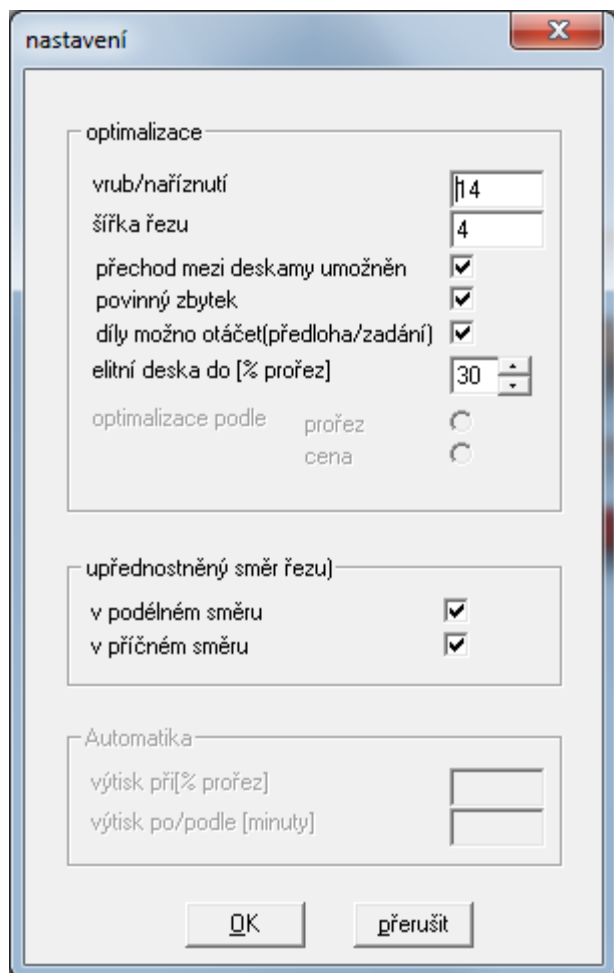 nastavení
optimalizace
vrub/naříznutí 14
šířka řezu 4
přechod mezi deskamy umožněn
povinný zbytek
díly možno otáčet(předloha/zadání)
elitní deska do [% prořez] 30
optimalizace podle prořez
cena
upřednostněný směr řezu)
v podélném směru
v příčném směru
Automatika
výtisk při[% prořez]
výtisk po/podle [minuty]
OK přerušit